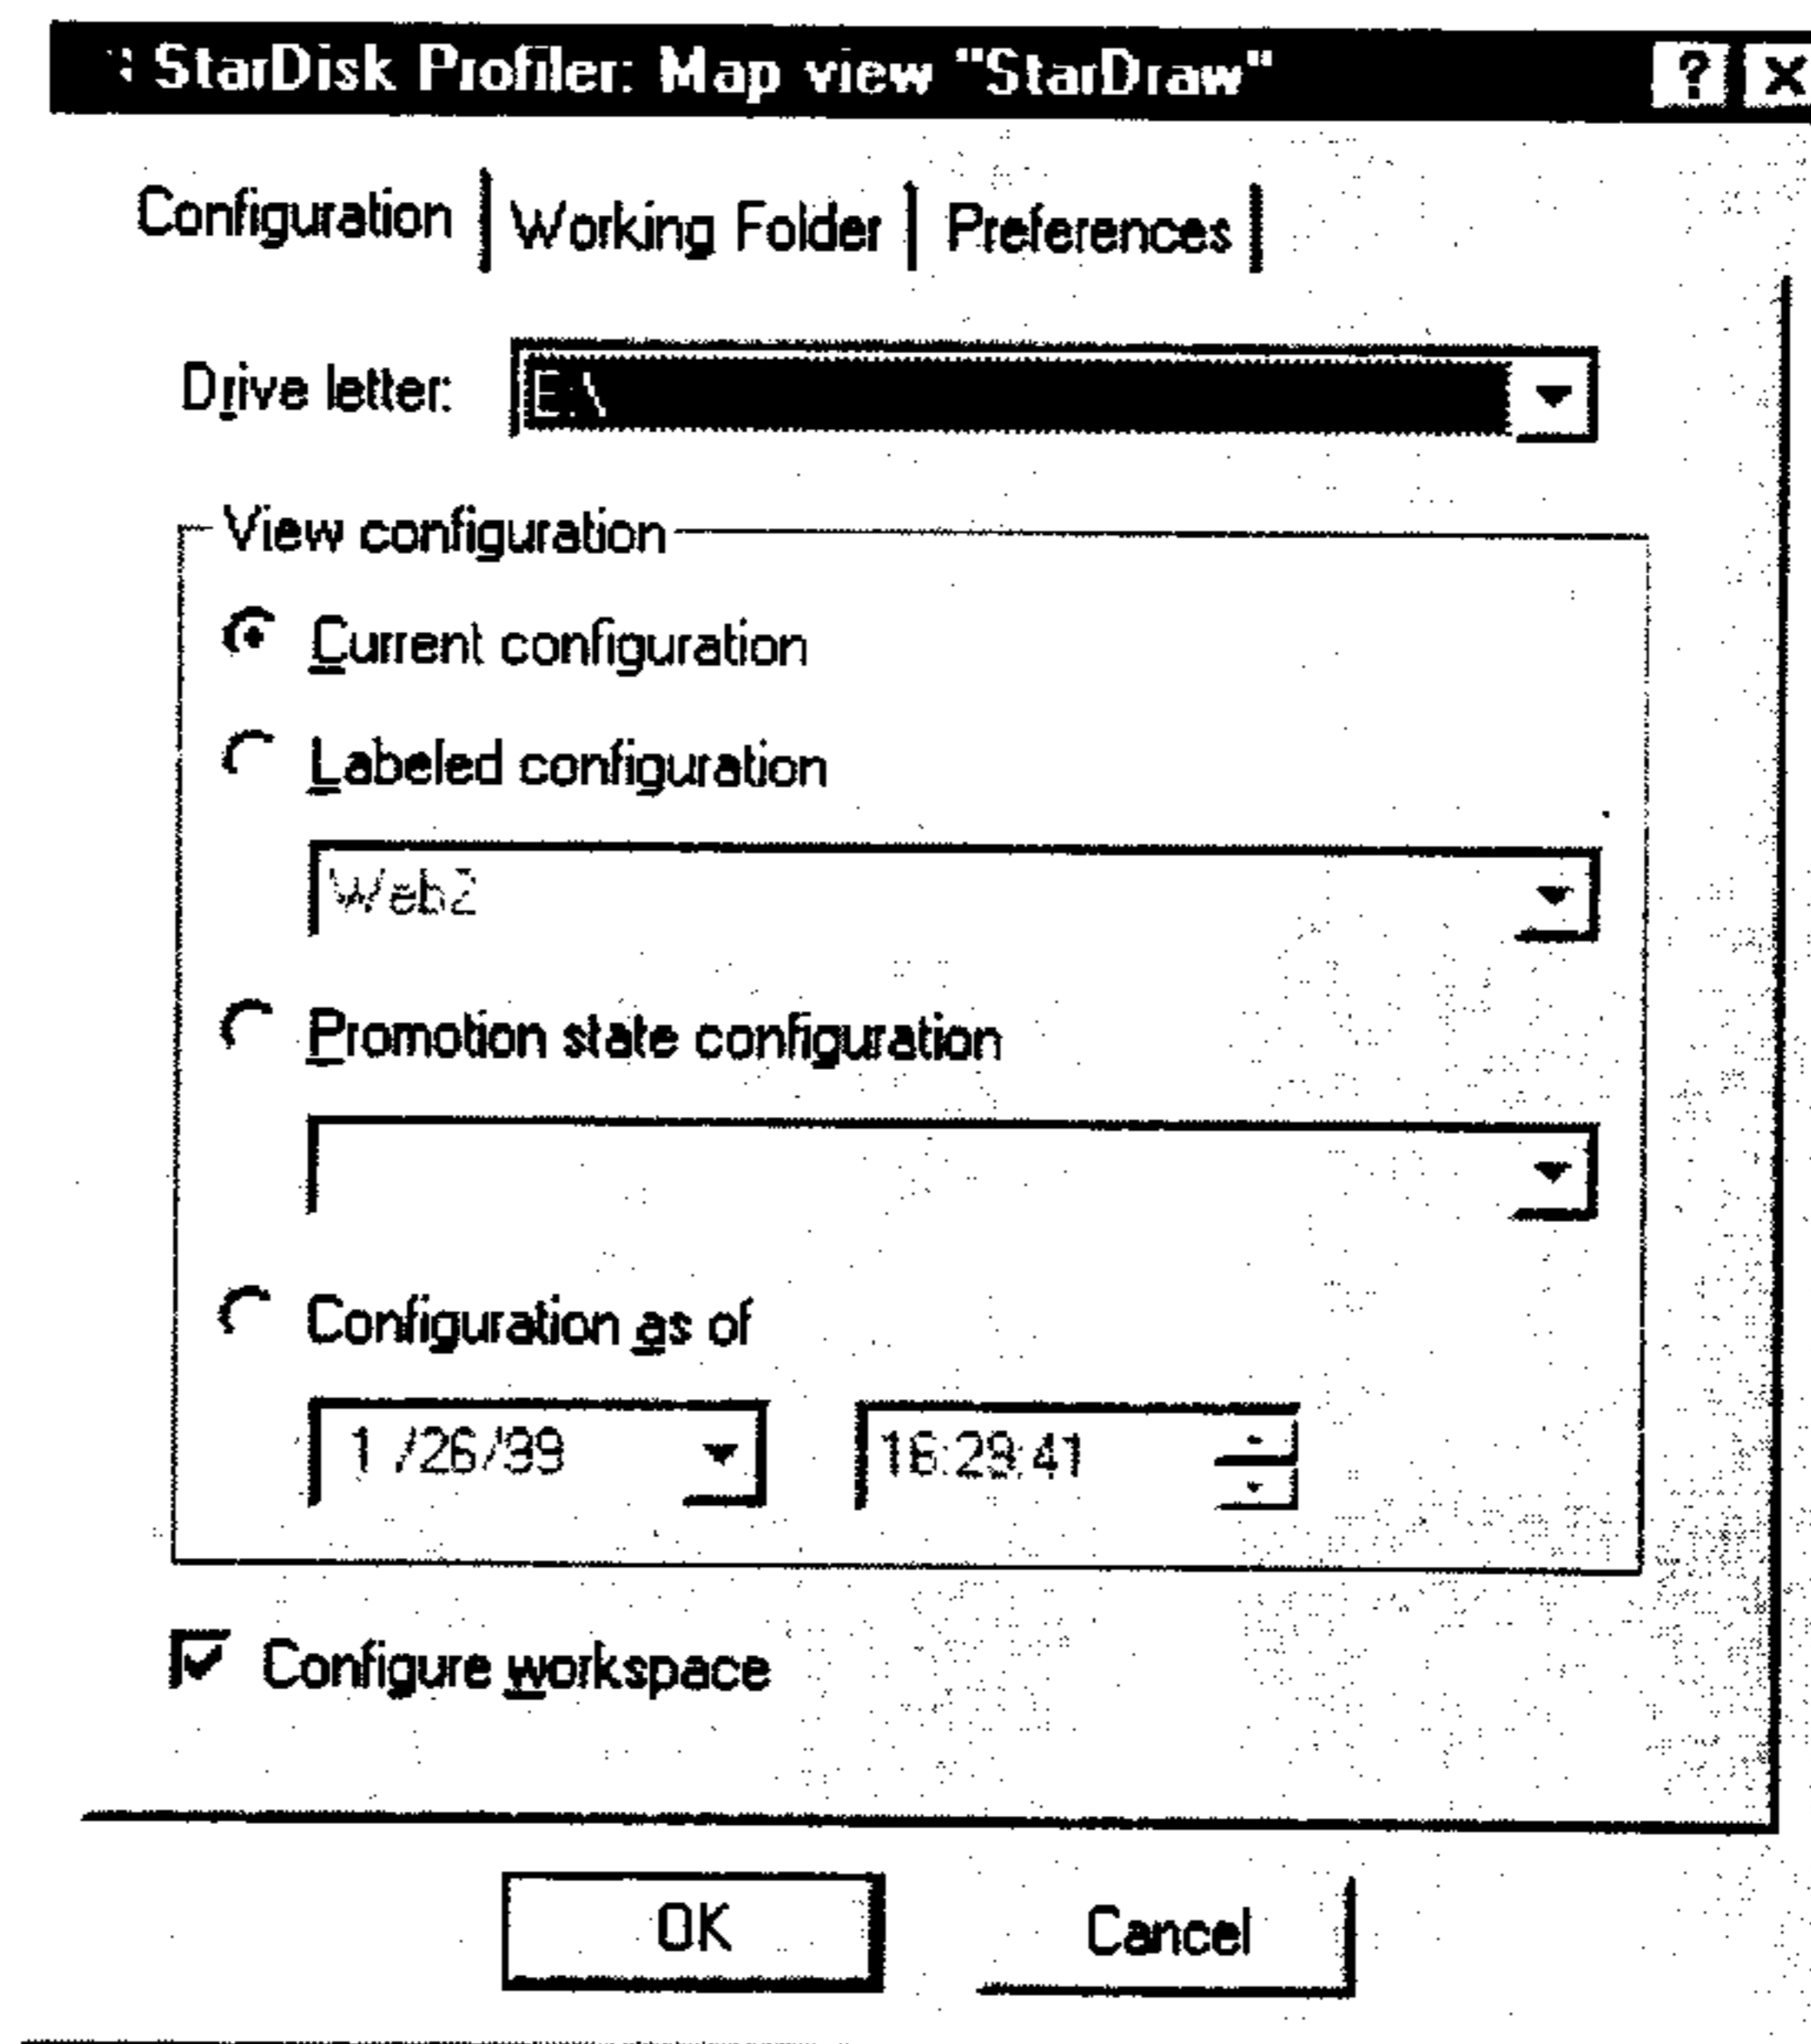 StarDisk Profiler: Map view "StarDraw" ? X
Configuration Working Folder Preferences
Drive letter: E:\
View configuration
Current configuration
Labeled configuration
Web2
Promotion state configuration
Configuration as of
1 /26/99 16:29:41
Configure workspace
OK Cancel